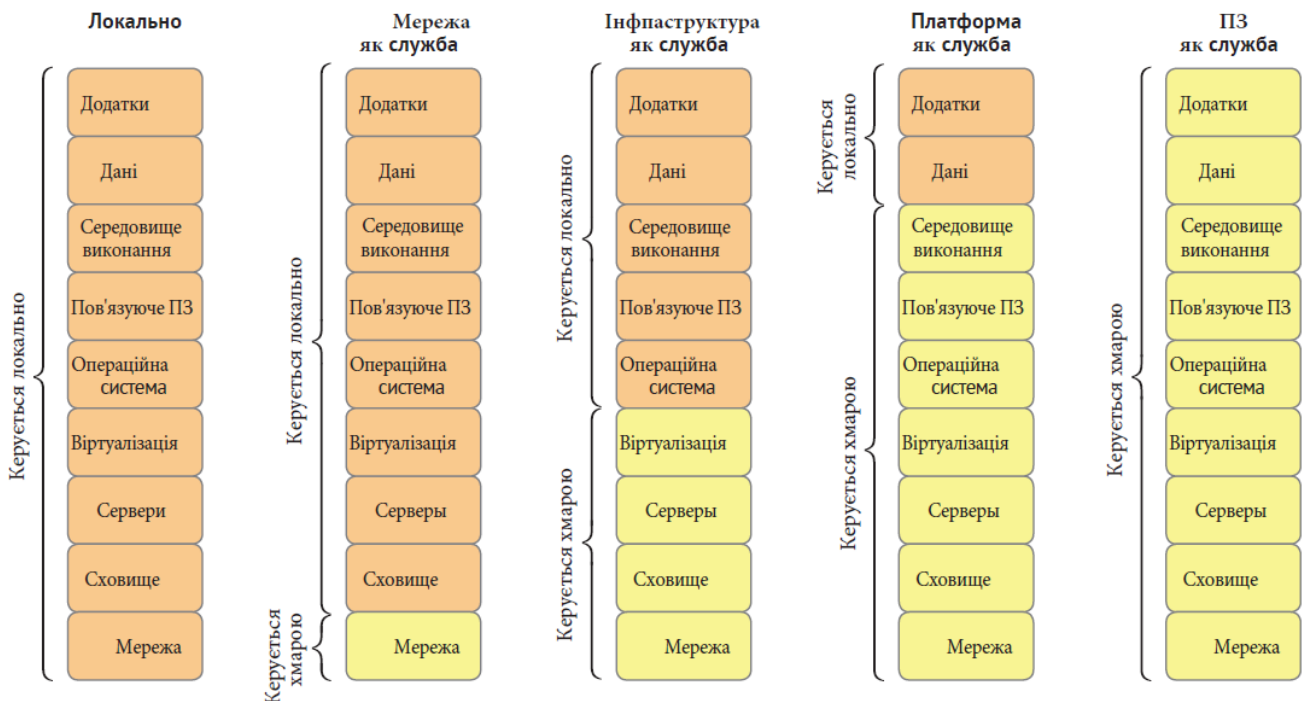 Локально
Додатки
Дані
Середовище
виконання
Пов'язуюче ПЗ
Операційна
система
Віртуалізація
Сервери
Сховище
Мережа
Керується локально
Мережа
як служба
Додатки
Дані
Середовище
виконання
Пов'язуюче ПЗ
Операційна
система
Віртуалізація
Серверы
Сховище
Мережа
Керується локально
Керується
хмарою
Інфпаструктура
як служба
Додатки
Дані
Середовище
виконання
Пов'язуюче ПЗ
Операційна
система
Віртуалізація
Серверы
Сховище
Мережа
Керується локально
Керується хмарою
Платформа
як служба
Додатки
Дані
Середовище
виконання
Пов'язуюче ПЗ
Операційна
система
Віртуалізація
Серверы
Сховище
Мережа
Керується
локально
Керується хмарою
ПЗ
як служба
Додатки
Дані
Середовище
виконання
Пов'язуюче ПЗ
Операційна
система
Віртуалізація
Серверы
Сховище
Мережа
Керується хмарою